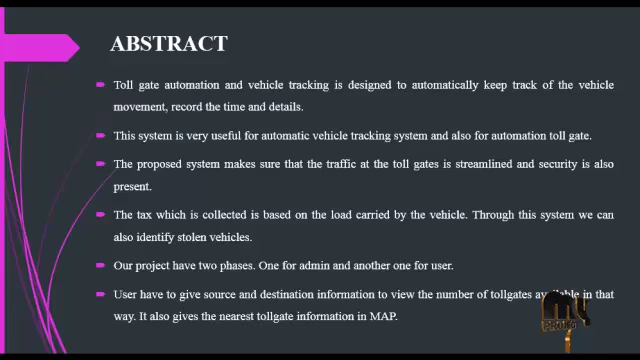 ABSTRACT
Toll gate automation and vehicle tracking is designed to automatically keep track of the vehicle
movement, record the time and details.
This system is very useful for automatic vehicle tracking system and also for automation toll gate.
The proposed system makes sure that the traffic at the toll gates is streamlined and security is also
present.
The tax which is collected is based on the load carried by the vehicle. Through this system we can
also identify stolen vehicles.
Our project have two phases. One for admin and another one for user.
User have to give source and destination information to view the number of tollgates available in that
way. It also gives the nearest tollgate information in MAP.